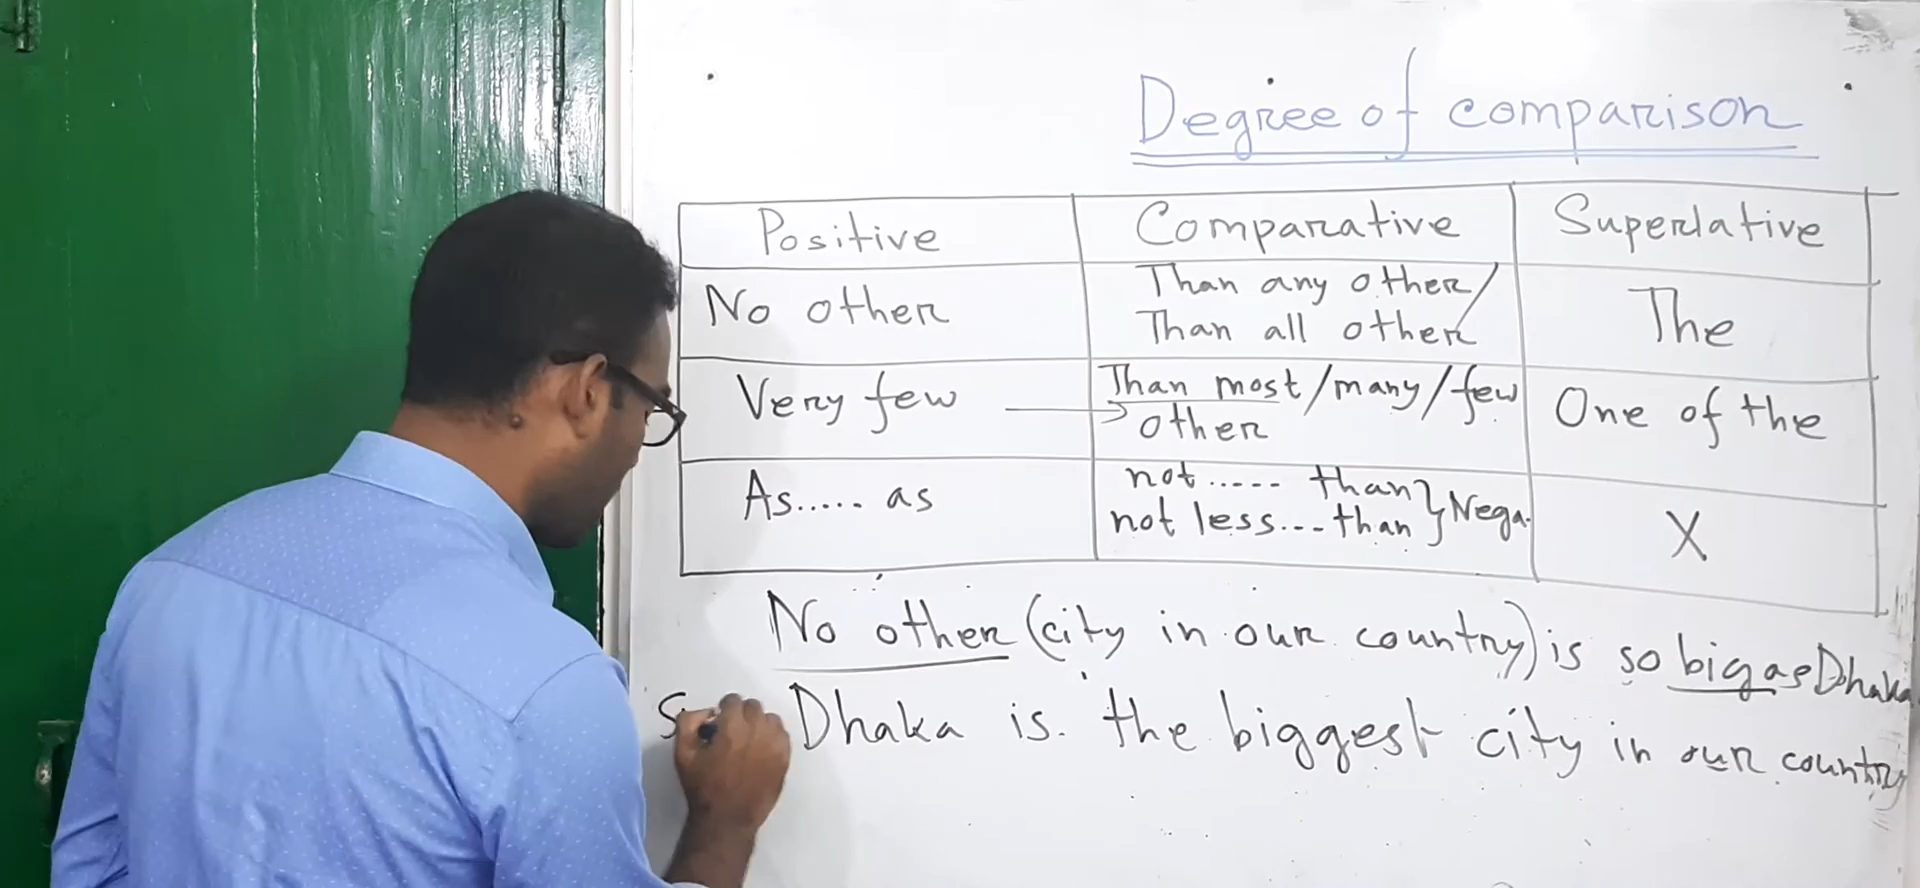 Degree of comparison
Positive Comparative Superlative
No other Than any other/ The
Than all other
Very few Than most/many/few One of the
other
As..... as not..... than} Nega. X
not less...than
No other (city in our country) is so big as Dhaka
Dhaka is. the biggest city in our country